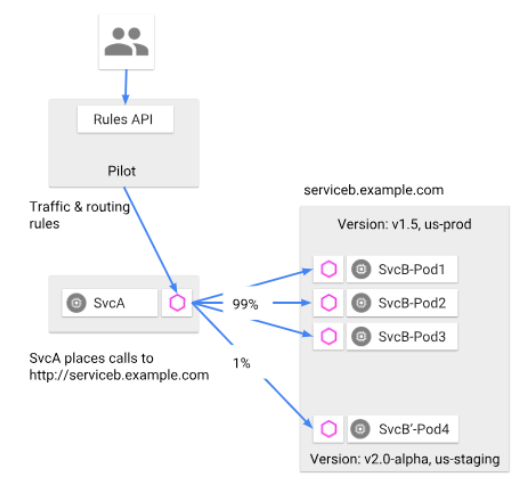 Rules API
Pilot
Traffic & routing
rules
serviceb.example.com
Version: v1.5, us-prod
SvcB-Pod1
SvcA
99%
SvcB-Pod2
SvcB-Pod3
SvcA places calls to
http://serviceb.example.com
1%
SvcB'-Pod4
Version: v2.0-alpha, us-staging